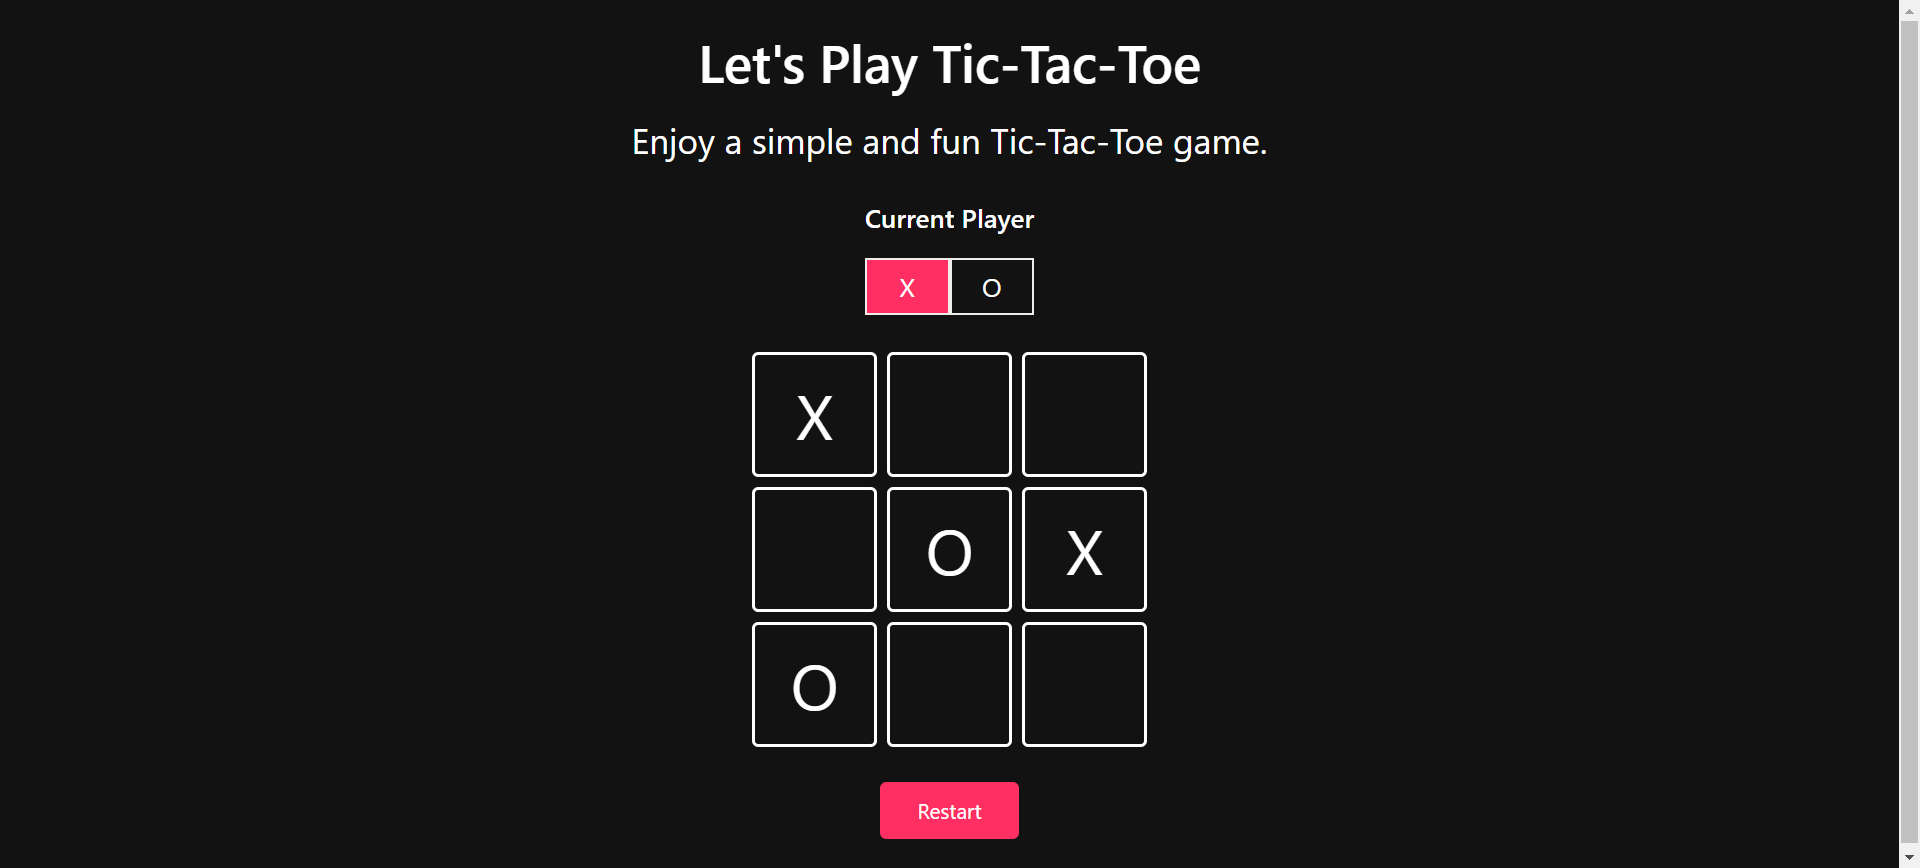 Let's Play Tic-Tac-Toe
Enjoy a simple and fun Tic-Tac-Toe game.
Current Player
X O
X
O X
O
Restart